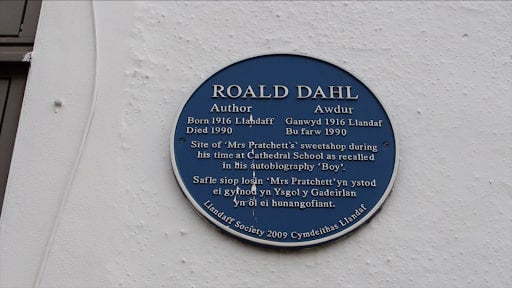 ROALD DAHL
Author Awdur
Born 1916 Llandaff Ganwyd 1916 Llandaf
Died 1990 Bu farw 1990
Site of 'Mrs Pratchett's' sweetshop during
his time at Cathedral School as recalled
in his autobiography 'Boy'.
Safle siop losin 'Mrs Pratchett' yn ystod
ei gyfnod yn Ysgol y Gadeirlan
yn ôl ei hunangofiant.
Llandaff Society 2009 Cymdeithas Llandaf